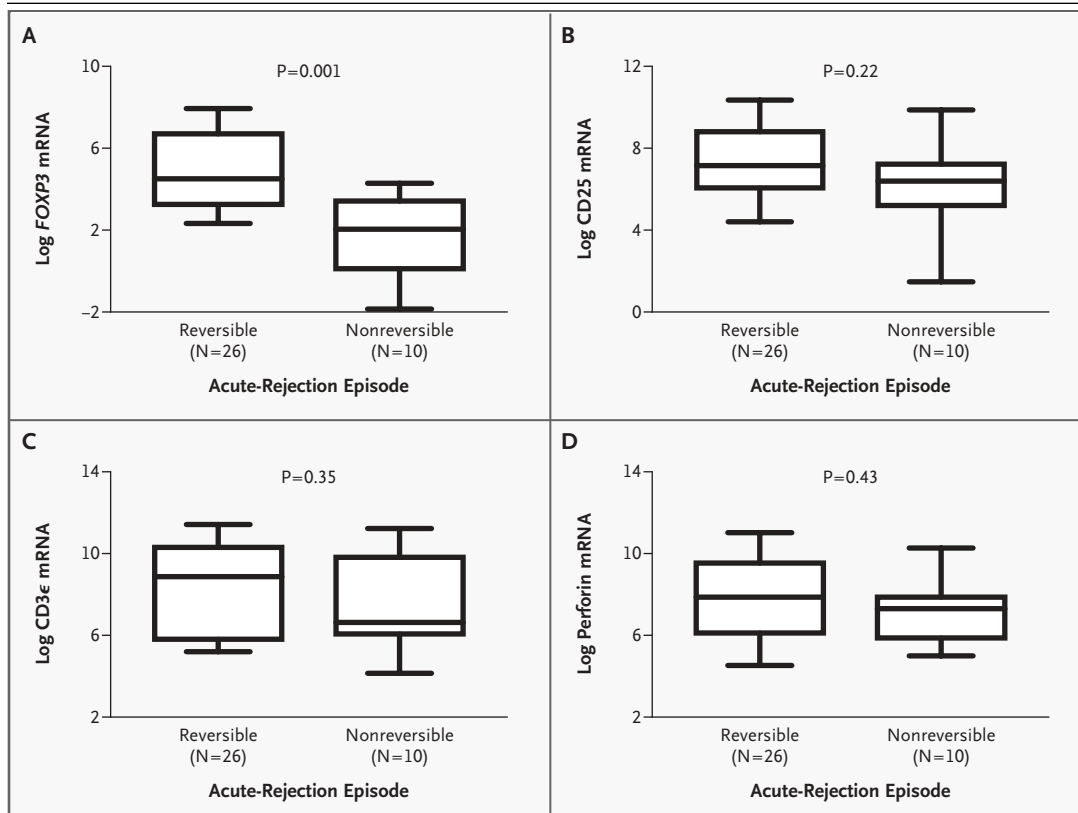 A
P=0.001
Log FOXP3 mRNA
10
6
2
−2
Reversible
(N=26)
Nonreversible
(N=10)
Acute-Rejection Episode
B
P=0.22
Log CD25 mRNA
12
8
4
0
Reversible
(N=26)
Nonreversible
(N=10)
Acute-Rejection Episode
C
P=0.35
Log CD3ϵ mRNA
14
10
6
2
Reversible
(N=26)
Nonreversible
(N=10)
Acute-Rejection Episode
D
P=0.43
Log Perforin mRNA
14
10
6
2
Reversible
(N=26)
Nonreversible
(N=10)
Acute-Rejection Episode